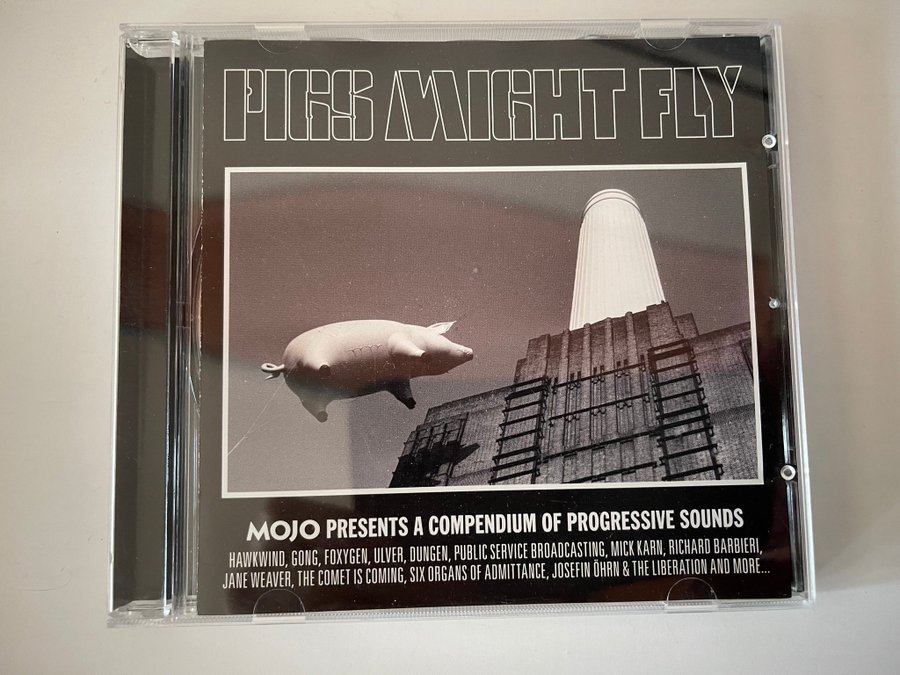 PIGS MIGHT FLY
MOJO PRESENTS A COMPENDIUM OF PROGRESSIVE SOUNDS
HAWKWIND, GONG, FOXYGEN, ULVER, DUNGEN, PUBLIC SERVICE BROADCASTING, MICK KARN, RICHARD BARBIERI,
JANE WEAVER, THE COMET IS COMING, SIX ORGANS OF ADMITTANCE, JOSEFIN ÖHRN & THE LIBERATION AND MORE...